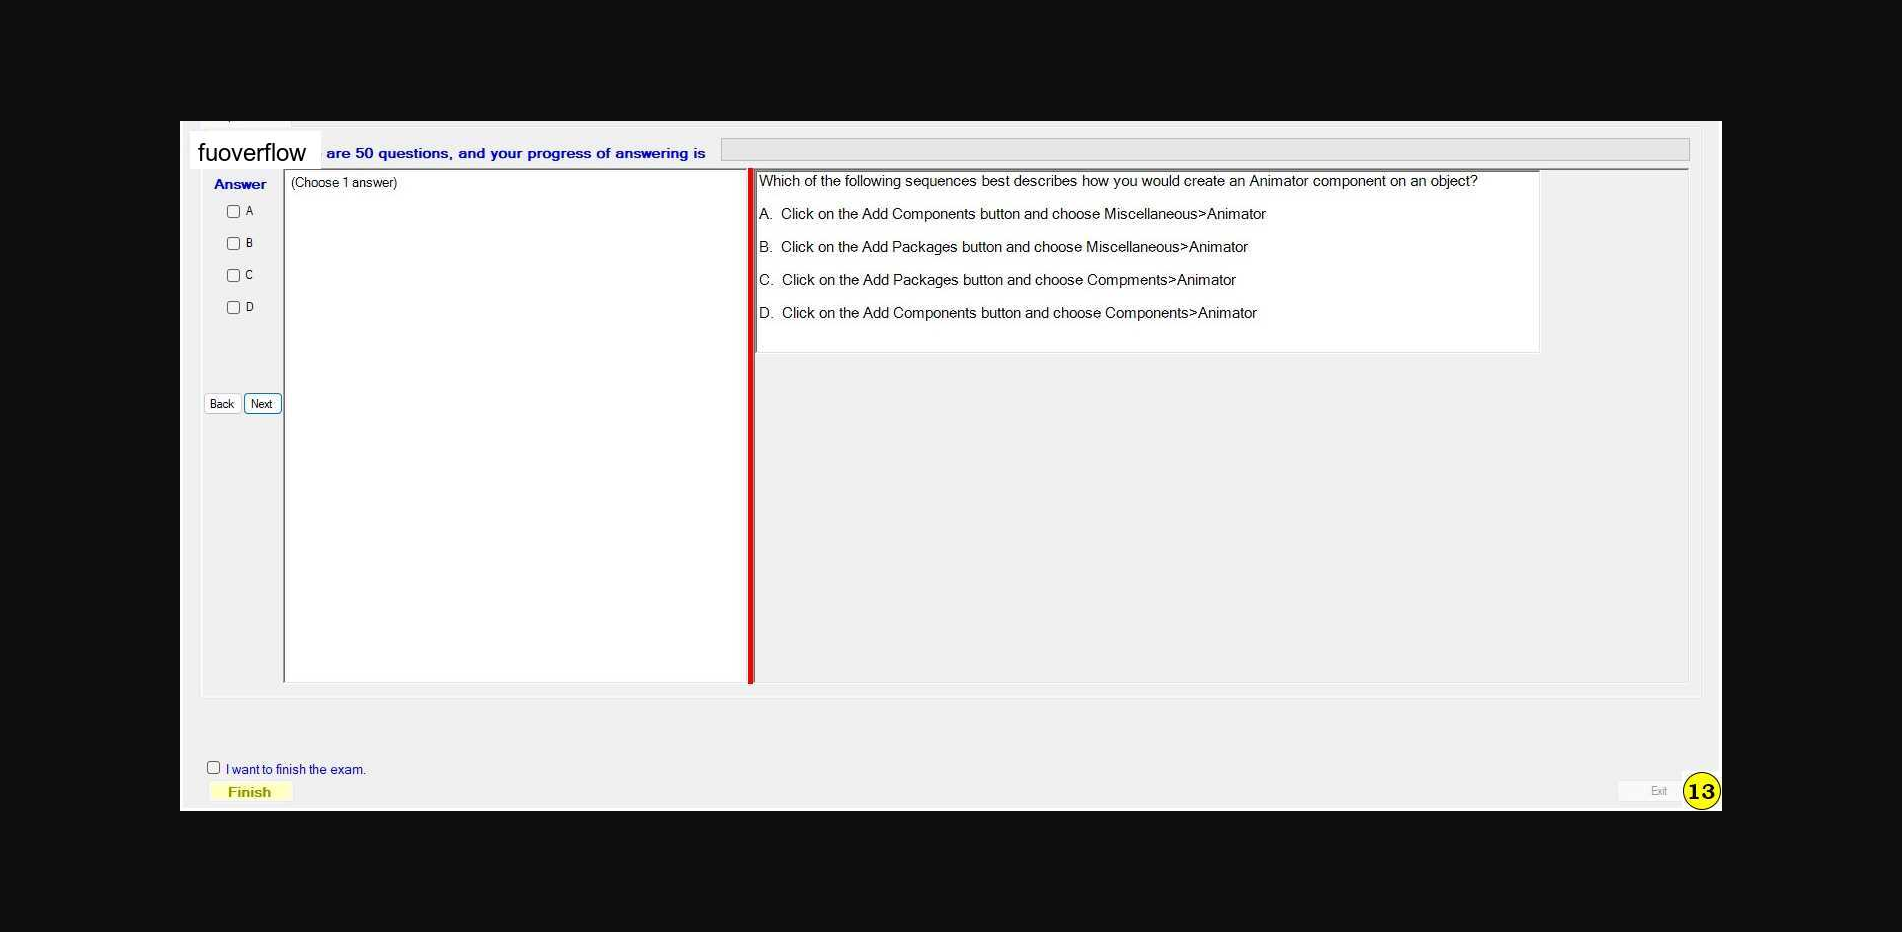 fuoverflow are 50 questions, and your progress of answering is
Answer
A
B
C
D
Back Next
(Choose 1 answer)
Which of the following sequences best describes how you would create an Animator component on an object?
A. Click on the Add Components button and choose Miscellaneous>Animator
B. Click on the Add Packages button and choose Miscellaneous>Animator
C. Click on the Add Packages button and choose Compments>Animator
D. Click on the Add Components button and choose Components>Animator
I want to finish the exam.
Finish
Exit
13